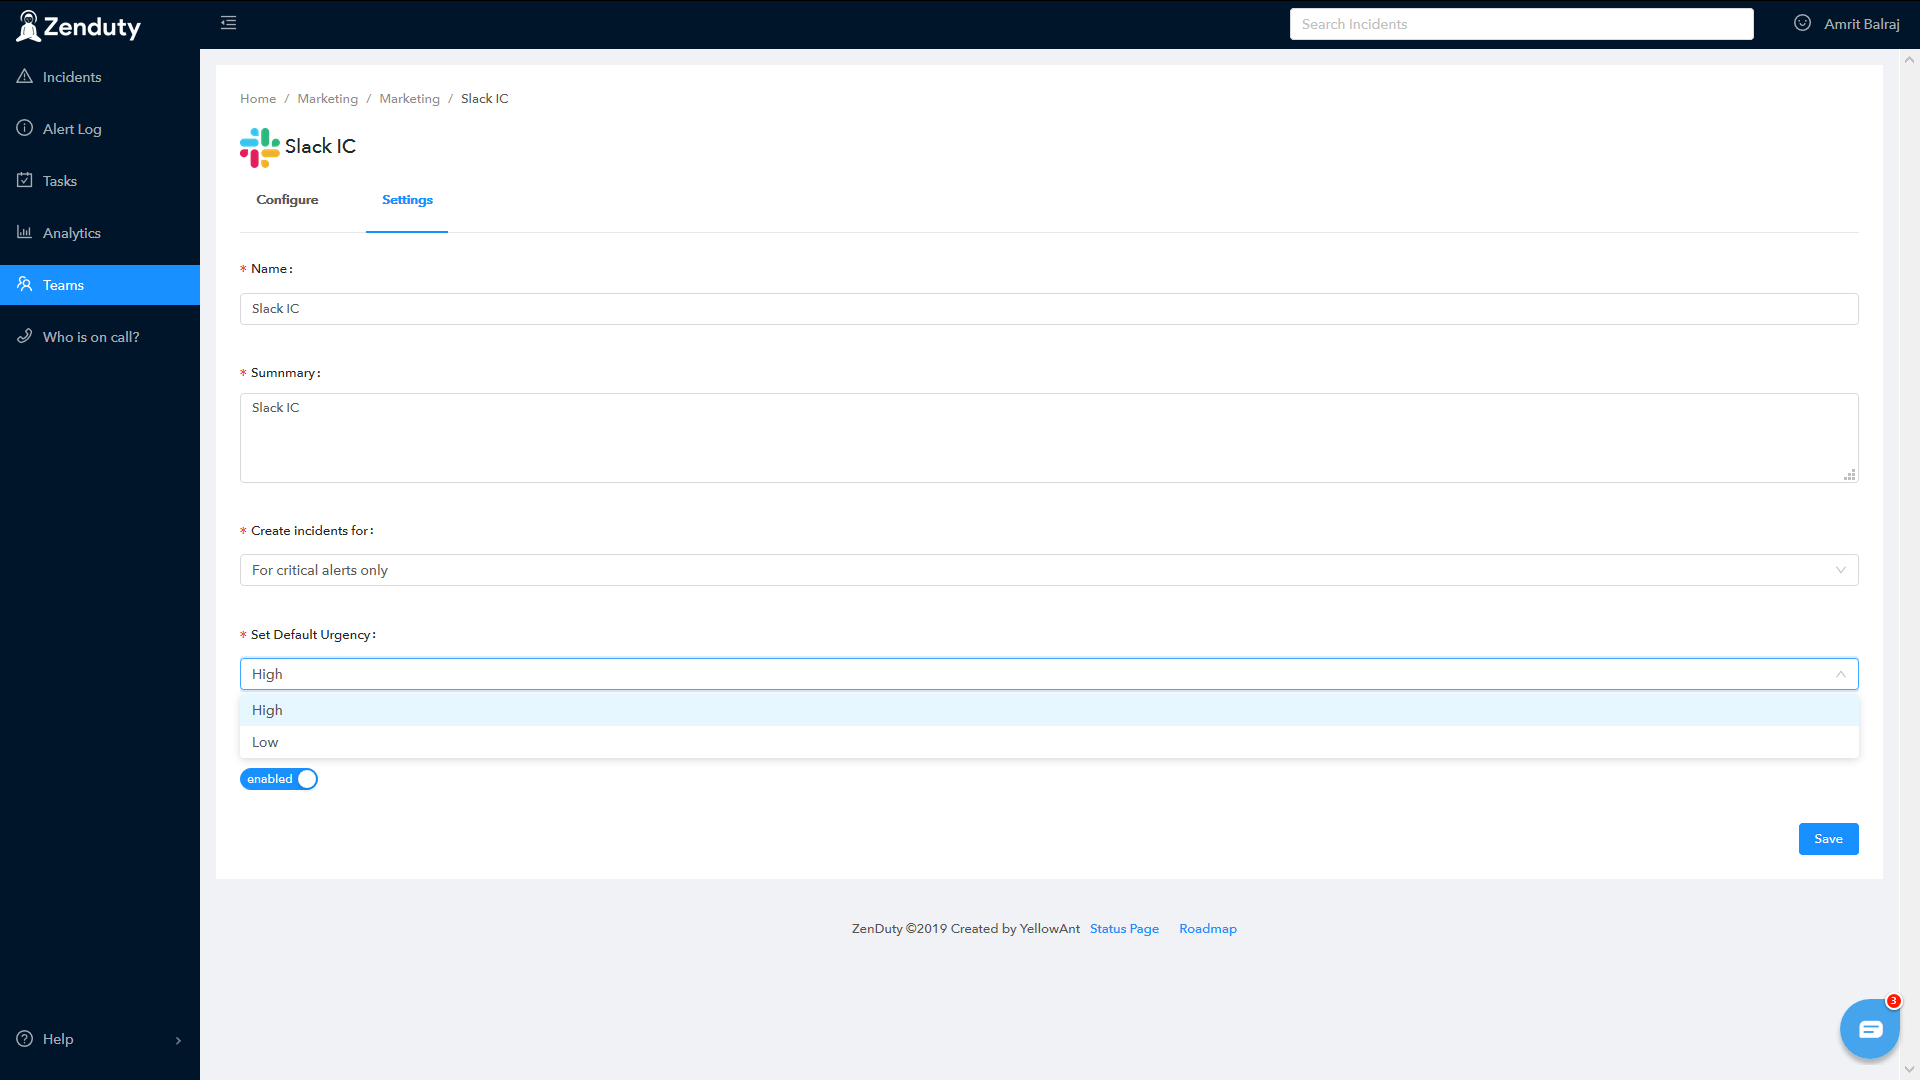 Zenduty
Search Incidents
Amrit Balraj
Incidents
Alert Log
Tasks
Analytics
Teams
Who is on call?
Help
Home / Marketing / Marketing / Slack IC
Slack IC
Configure Settings
* Name:
Slack IC
* Sumnmary:
Slack IC
* Create incidents for:
For critical alerts only
* Set Default Urgency:
High
High
Low
enabled
Save
ZenDuty ©2019 Created by YellowAnt Status Page Roadmap
3